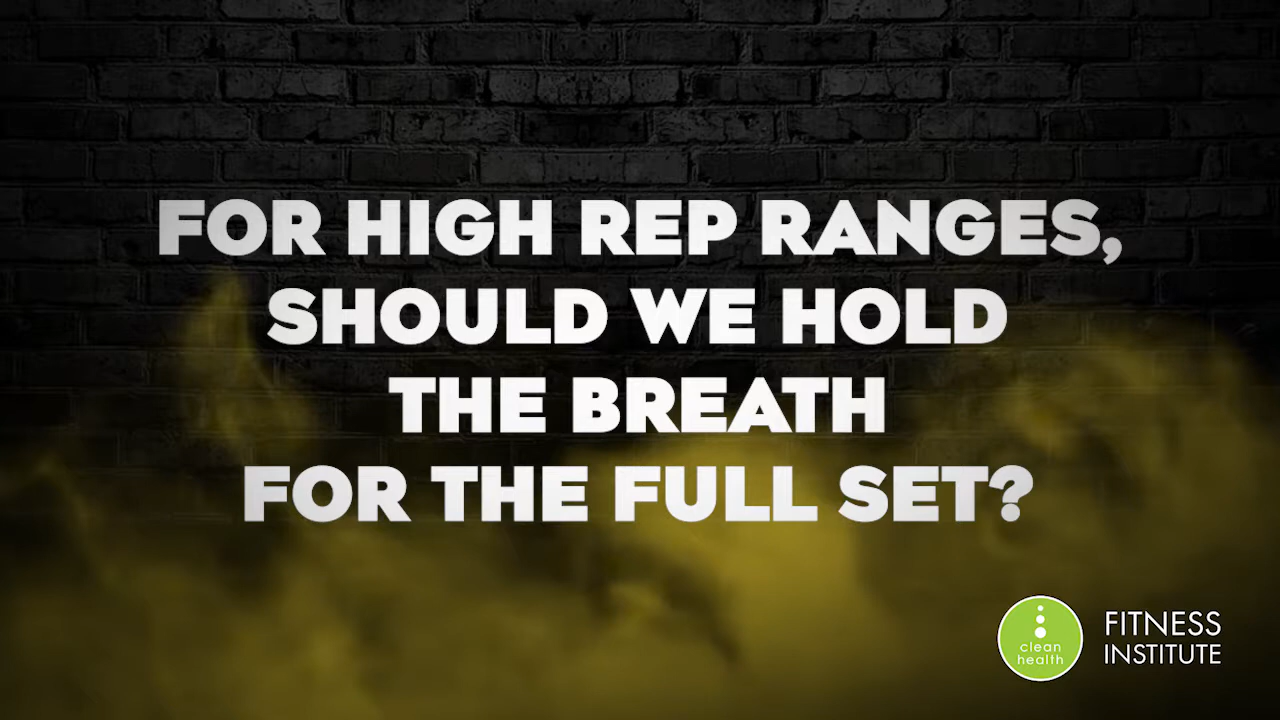 FOR HIGH REP RANGES,
SHOULD WE HOLD
THE BREATH
FOR THE FULL SET?
clean
health
FITNESS
INSTITUTE